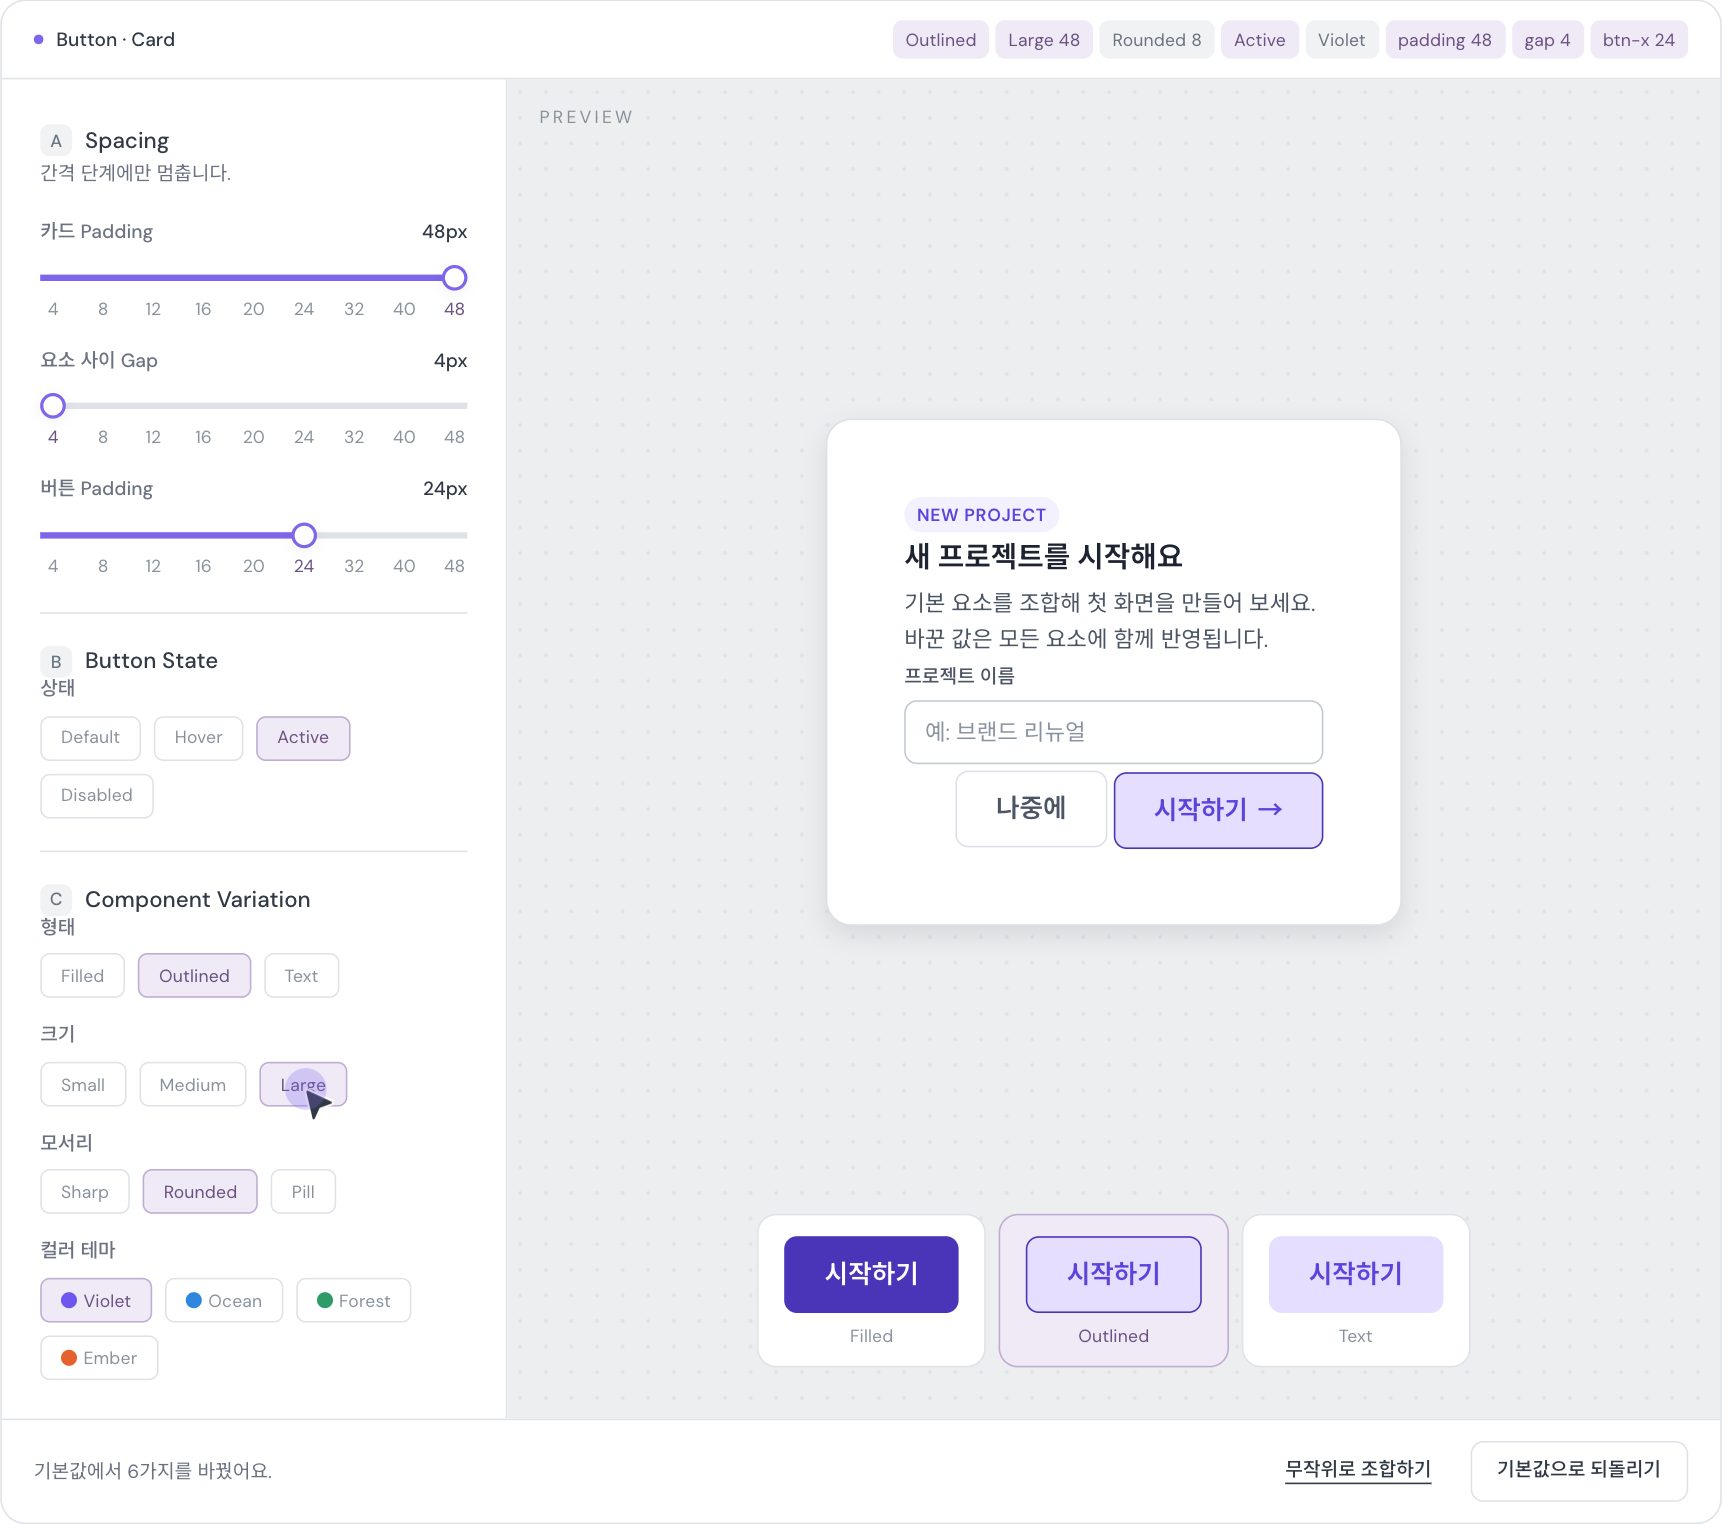 Button · Card
Outlined
Large 48
Rounded 8
Active
Violet
padding 48
gap 4
btn-x 24
A
Spacing
간격 단계에만 멈춥니다.
카드 Padding
48px
4 8 12 16 20 24 32 40 48
요소 사이 Gap
4px
4 8 12 16 20 24 32 40 48
버튼 Padding
24px
4 8 12 16 20 24 32 40 48
B
Button State
상태
Default
Hover
Active
Disabled
C
Component Variation
형태
Filled
Outlined
Text
크기
Small
Medium
Large
모서리
Sharp
Rounded
Pill
컬러 테마
Violet
Ocean
Forest
Ember
PREVIEW
NEW PROJECT
새 프로젝트를 시작해요
기본 요소를 조합해 첫 화면을 만들어 보세요.
바꾼 값은 모든 요소에 함께 반영됩니다.
프로젝트 이름
예: 브랜드 리뉴얼
나중에
시작하기 →
시작하기
Filled
시작하기
Outlined
시작하기
Text
기본값에서 6가지를 바꿨어요.
무작위로 조합하기
기본값으로 되돌리기